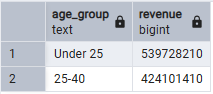 age_group revenue
text bigint
1 Under 25 539728210
2 25-40 424101410